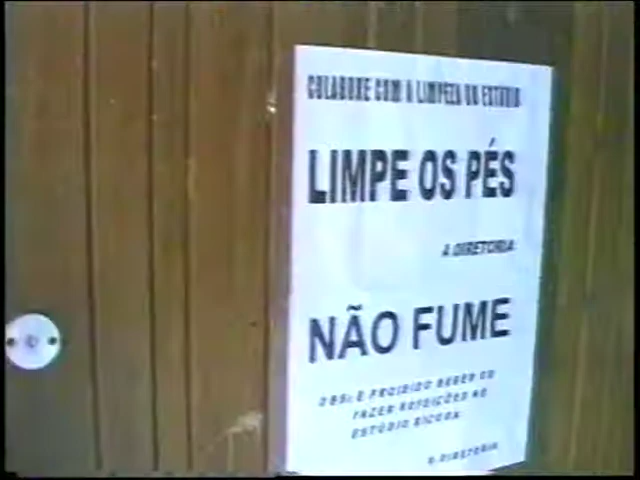 COLABORE COM A LIMPEZA DO ESTÚDIO
LIMPE OS PÉS
A DIRETORIA
NÃO FUME
OBS: É PROIBIDO BEBER OU
FAZER REFEIÇÕES NO
ESTÚDIO
A DIRETORIA